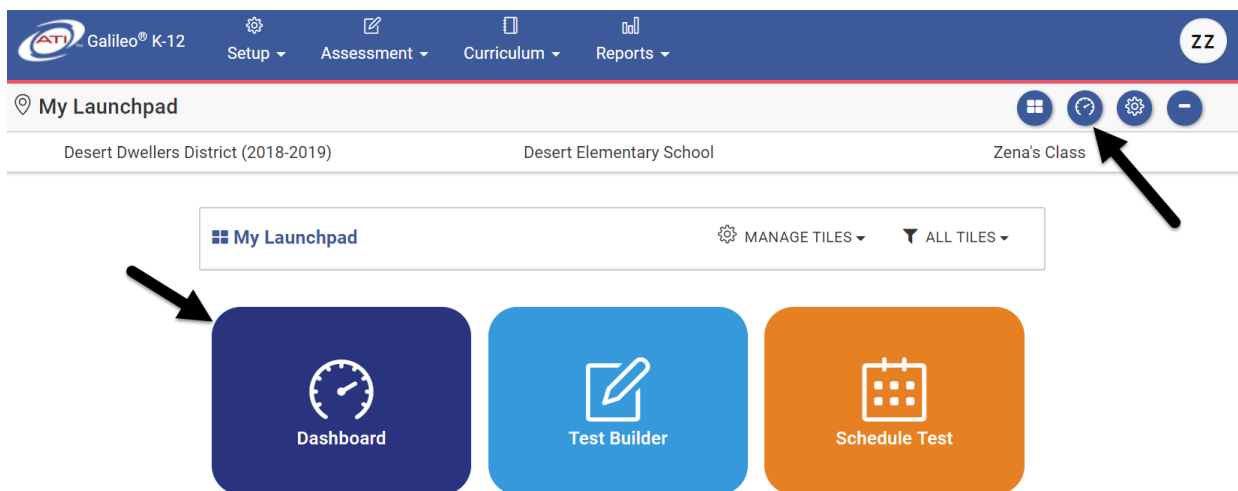 ATI Galileo® K-12
Setup Assessment Curriculum Reports
ZZ
My Launchpad
Desert Dwellers District (2018-2019) Desert Elementary School Zena's Class
My Launchpad MANAGE TILES ALL TILES
Dashboard Test Builder Schedule Test